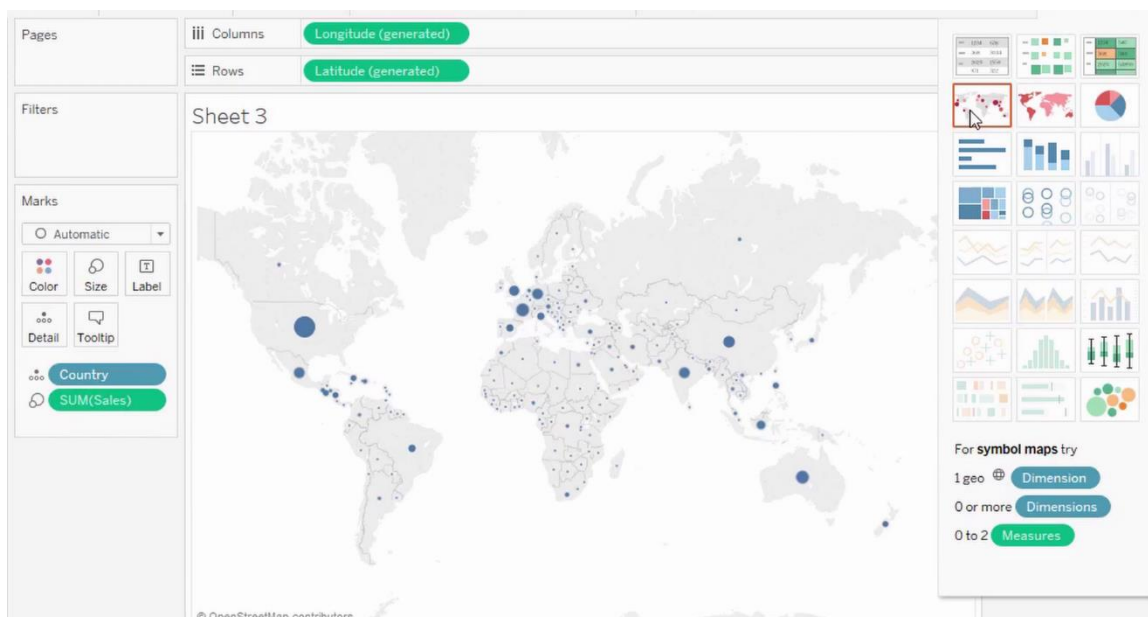 Pages
Columns
Longitude (generated)
Rows
Latitude (generated)
Filters
Sheet 3
Marks
Automatic
Color
Size
Label
Detail
Tooltip
Country
SUM(Sales)
© OpenStreetMap contributors
For symbol maps try
1 geo Dimension
0 or more Dimensions
0 to 2 Measures